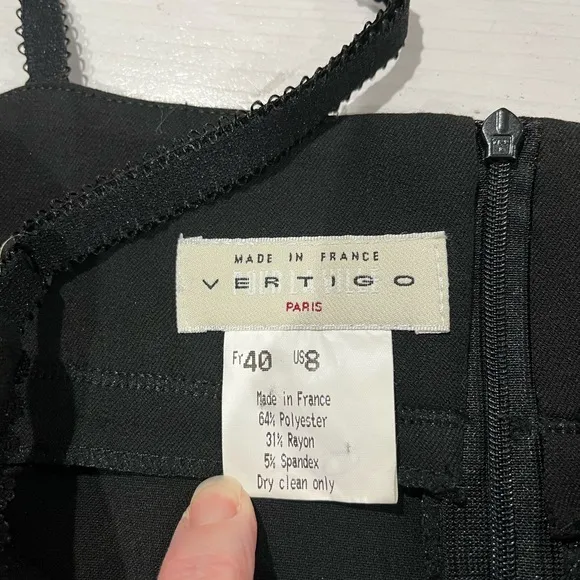 MADE IN FRANCE
VERTIGO
PARIS
Fr40 US8
Made in France
64% Polyester
31% Rayon
5% Spandex
Dry clean only